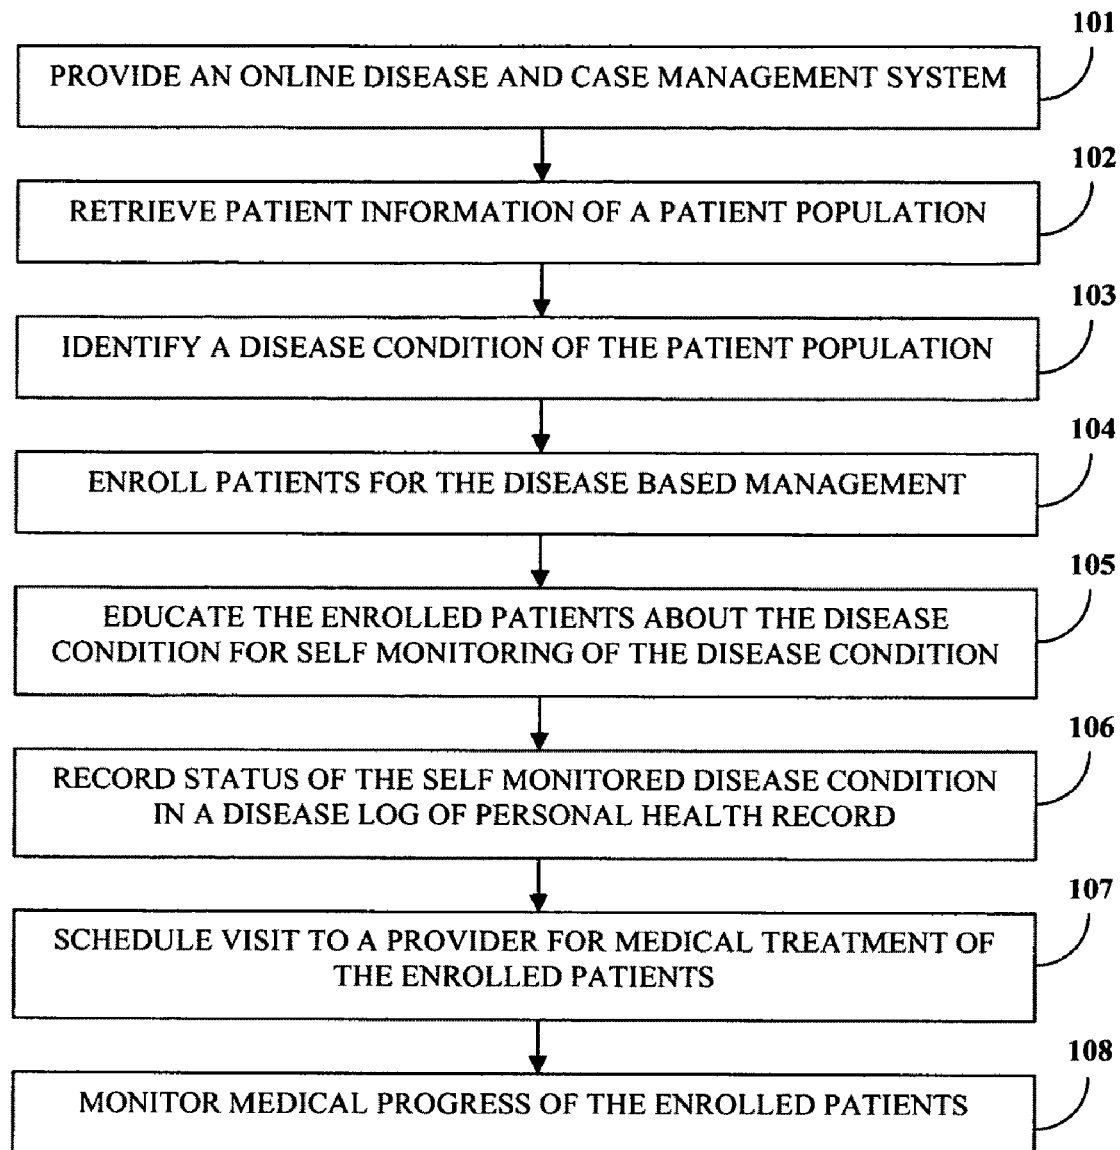 101
PROVIDE AN ONLINE DISEASE AND CASE MANAGEMENT SYSTEM
102
RETRIEVE PATIENT INFORMATION OF A PATIENT POPULATION
103
IDENTIFY A DISEASE CONDITION OF THE PATIENT POPULATION
104
ENROLL PATIENTS FOR THE DISEASE BASED MANAGEMENT
105
EDUCATE THE ENROLLED PATIENTS ABOUT THE DISEASE
CONDITION FOR SELF MONITORING OF THE DISEASE CONDITION
106
RECORD STATUS OF THE SELF MONITORED DISEASE CONDITION
IN A DISEASE LOG OF PERSONAL HEALTH RECORD
107
SCHEDULE VISIT TO A PROVIDER FOR MEDICAL TREATMENT OF
THE ENROLLED PATIENTS
108
MONITOR MEDICAL PROGRESS OF THE ENROLLED PATIENTS